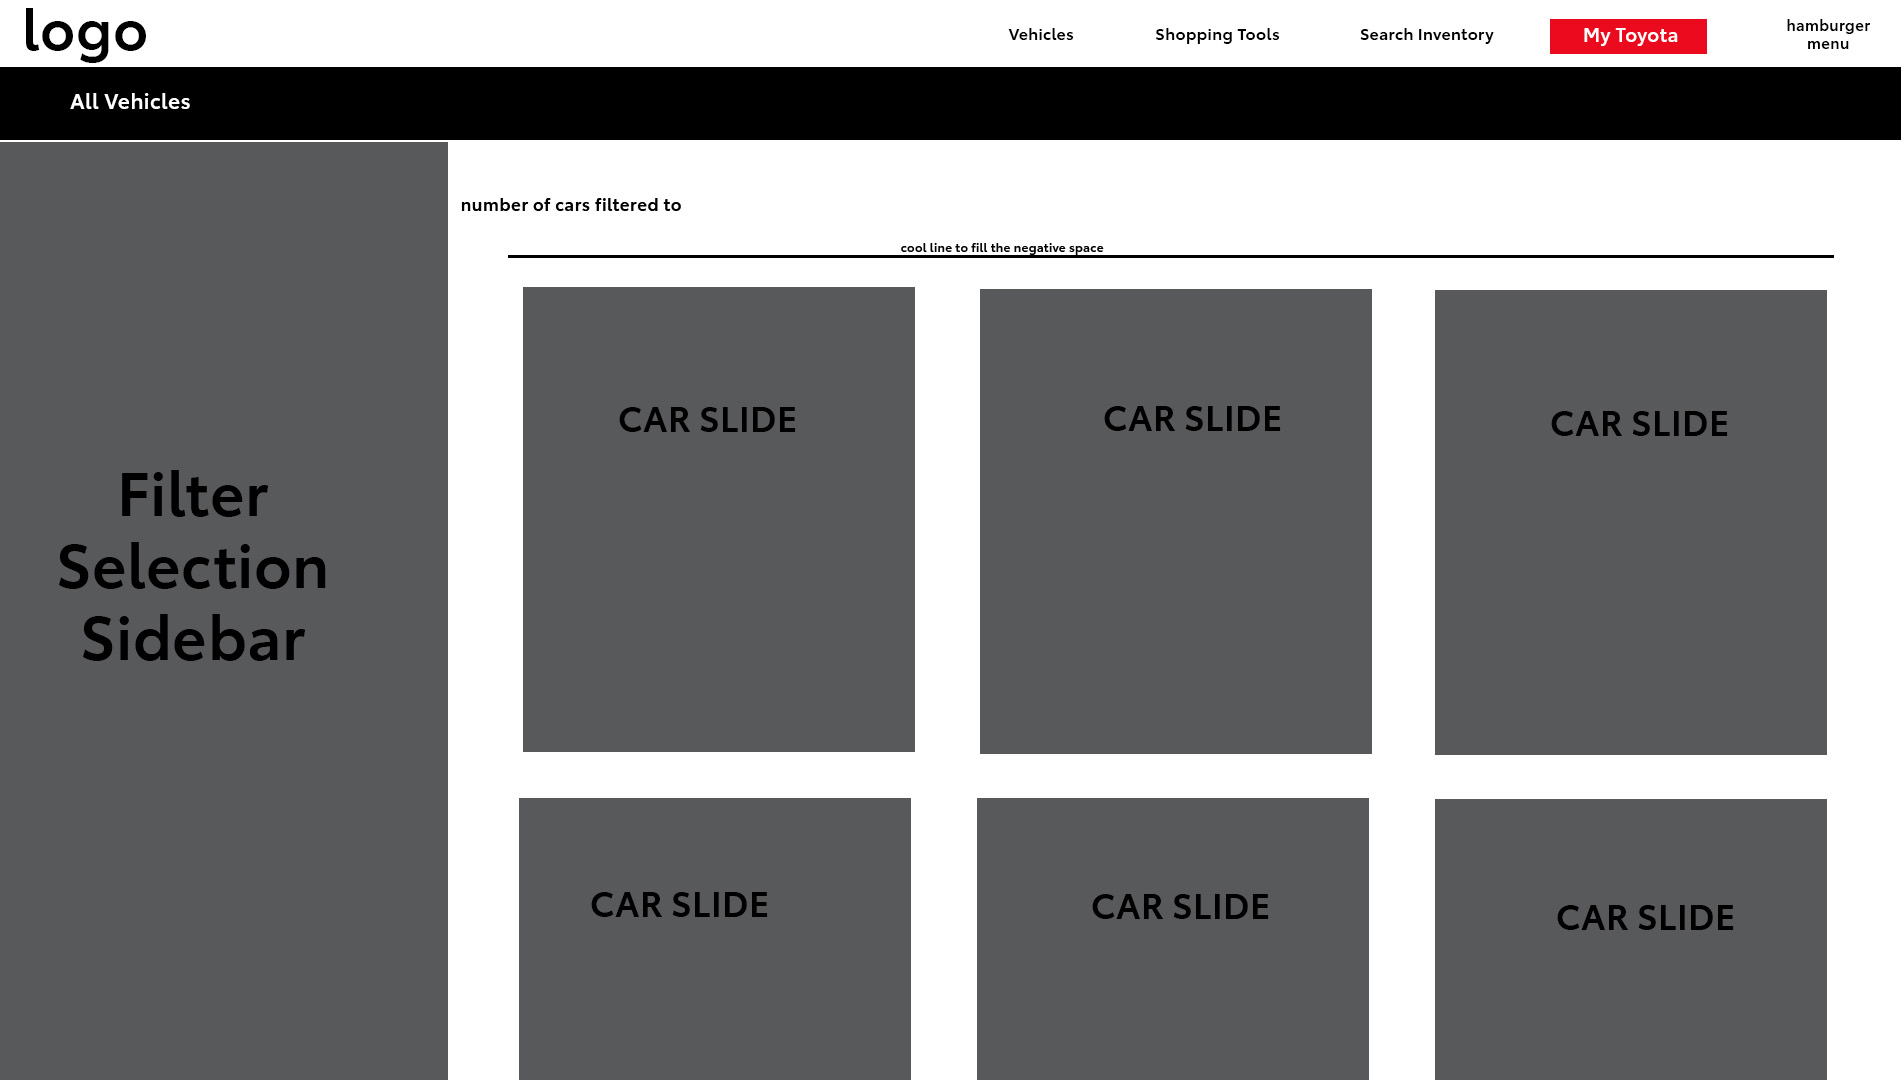 logo
Vehicles
Shopping Tools
Search Inventory
My Toyota
hamburger
menu
All Vehicles
number of cars filtered to
cool line to fill the negative space
Filter
Selection
Sidebar
CAR SLIDE
CAR SLIDE
CAR SLIDE
CAR SLIDE
CAR SLIDE
CAR SLIDE